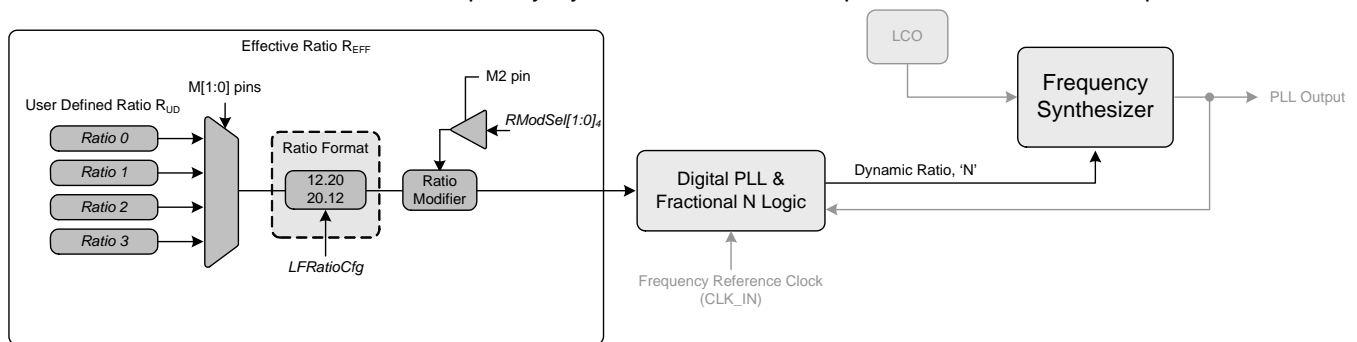 Effective Ratio REFF
M[1:0] pins
M2 pin
User Defined Ratio RUD
RModSel[1:0]4
Ratio 0
Ratio 1
Ratio 2
Ratio 3
Ratio Format
12.20
20.12
Ratio
Modifier
LFRatioCfg
Digital PLL &
Fractional N Logic
Dynamic Ratio, 'N'
Frequency Reference Clock
(CLK_IN)
LCO
Frequency
Synthesizer
PLL Output